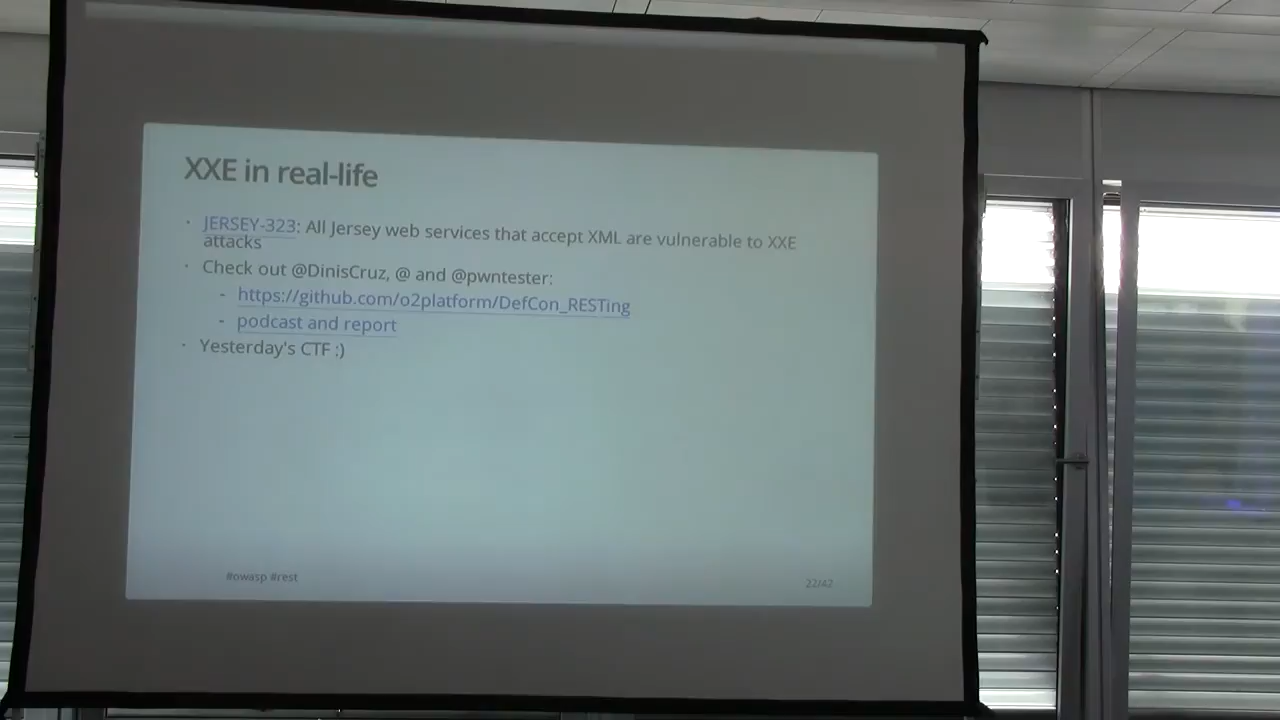 XXE in real-life
· JERSEY-323: All Jersey web services that accept XML are vulnerable to XXE
attacks
· Check out @DinisCruz, @ and @pwntester:
- https://github.com/o2platform/DefCon_RESTing
- podcast and report
· Yesterday's CTF :)
#owasp #rest
22/42